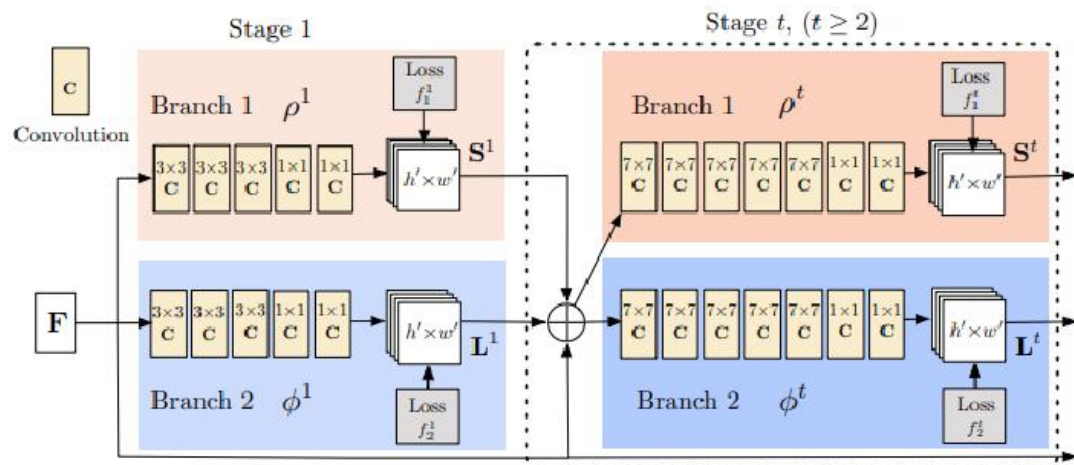 Stage 1
Stage t, (t ≥ 2)
C
Convolution
Branch 1 ρ¹
Loss
f₁¹
3×3 C 3×3 C 3×3 C 1×1 C 1×1 C
h′×w′
S¹
Branch 1 ρᵗ
Loss
f₁ᵗ
7×7 C 7×7 C 7×7 C 7×7 C 7×7 C 1×1 C 1×1 C
h′×w′
Sᵗ
F
3×3 C 3×3 C 3×3 C 1×1 C 1×1 C
h′×w′
L¹
Branch 2 ϕ¹
Loss
f₂¹
7×7 C 7×7 C 7×7 C 7×7 C 7×7 C 1×1 C 1×1 C
h′×w′
Lᵗ
Branch 2 ϕᵗ
Loss
f₂ᵗ